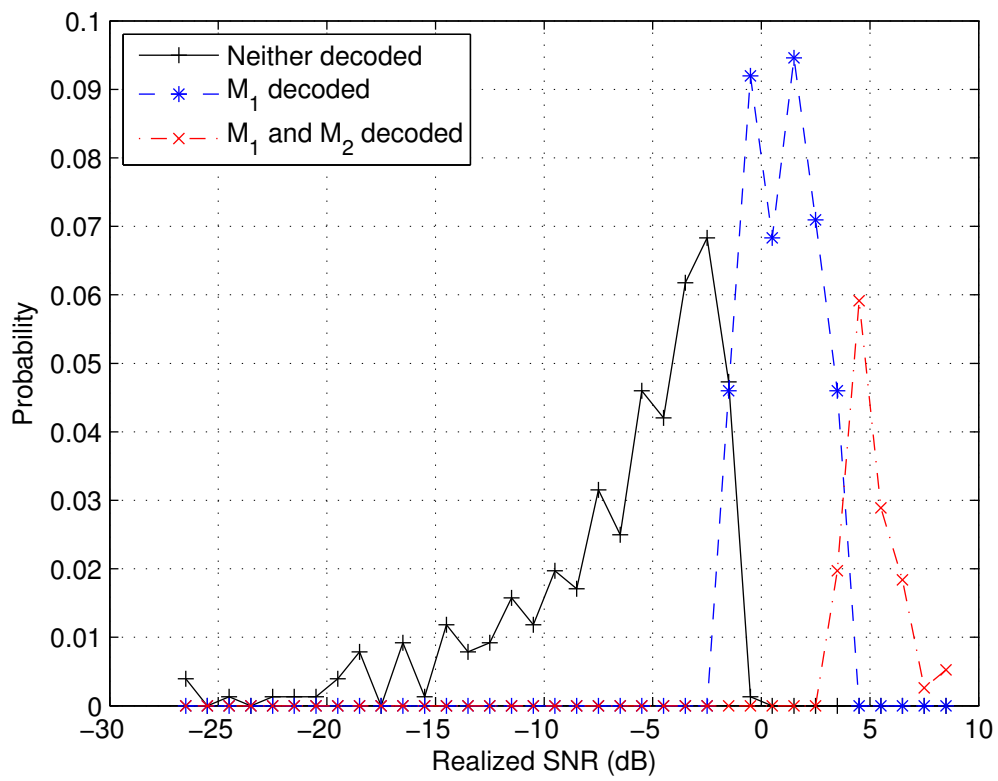 0.1
0.09
0.08
0.07
0.06
0.05
0.04
0.03
0.02
0.01
0
Probability
Neither decoded
M1 decoded
M1 and M2 decoded
−30 −25 −20 −15 −10 −5 0 5 10
Realized SNR (dB)